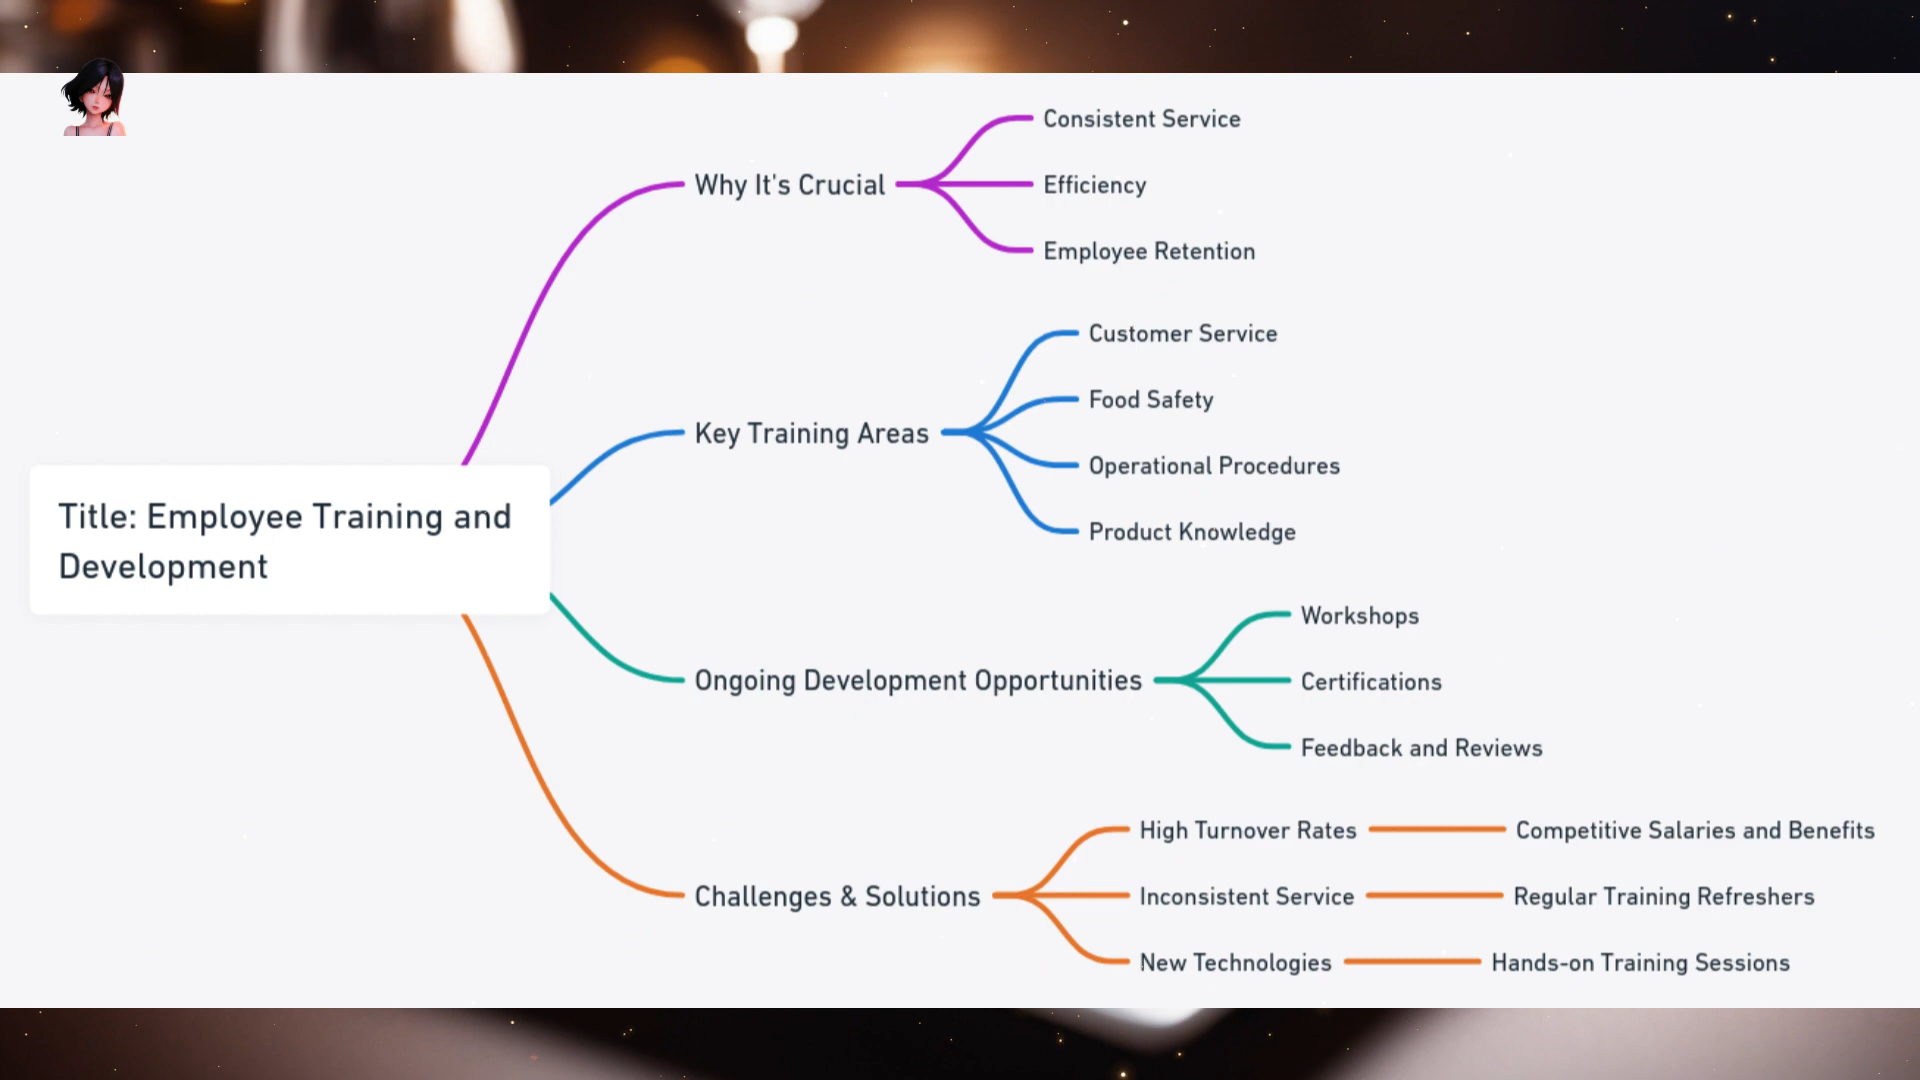 Title: Employee Training and
Development
Why It's Crucial
Consistent Service
Efficiency
Employee Retention
Key Training Areas
Customer Service
Food Safety
Operational Procedures
Product Knowledge
Ongoing Development Opportunities
Workshops
Certifications
Feedback and Reviews
Challenges & Solutions
High Turnover Rates
Competitive Salaries and Benefits
Inconsistent Service
Regular Training Refreshers
New Technologies
Hands-on Training Sessions